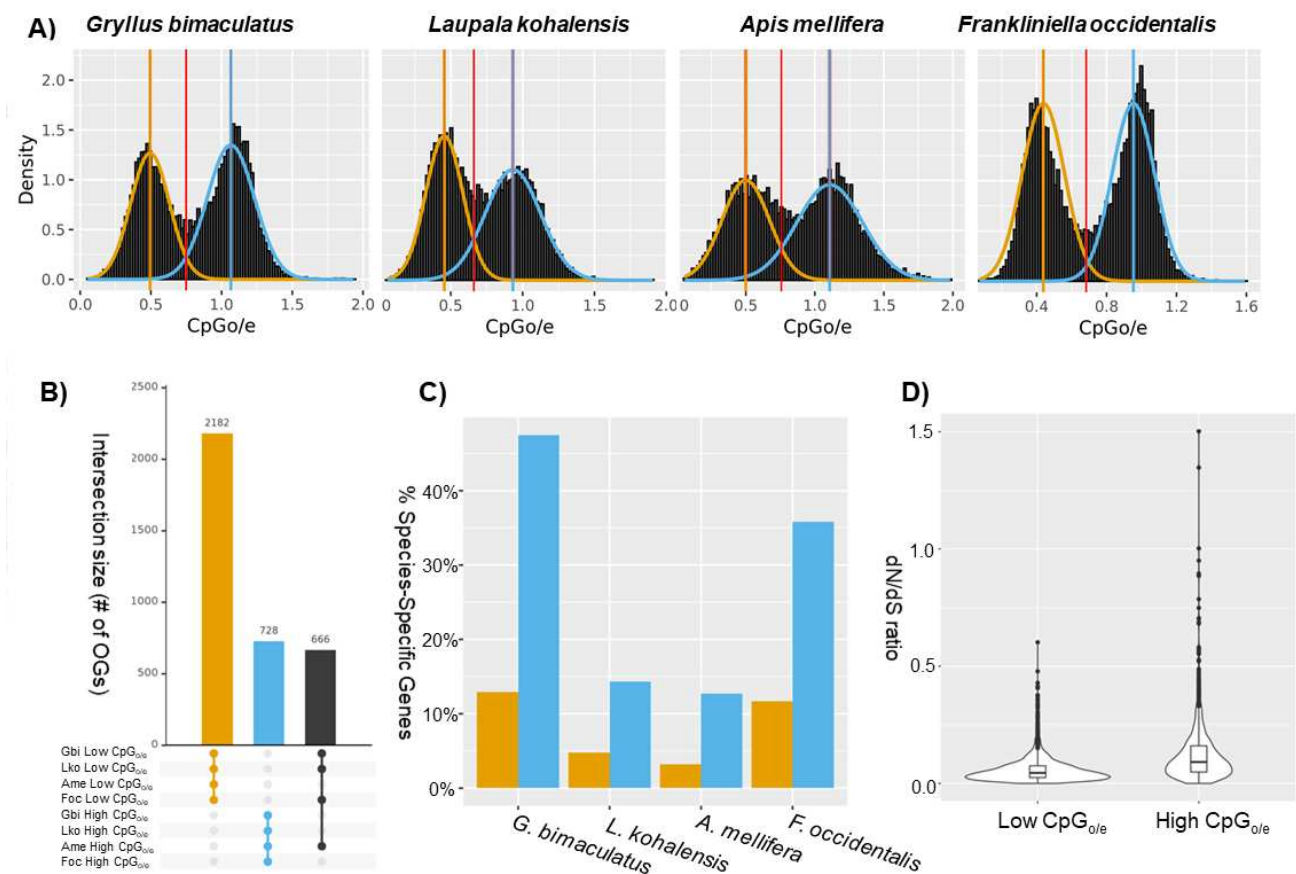 A)
Gryllus bimaculatus
Laupala kohalensis
Apis mellifera
Frankliniella occidentalis
Density
2.0
1.5
1.0
0.5
0.0
0.0 0.5 1.0 1.5 2.0
0.5 1.0 1.5 2.0
0.5 1.0 1.5 2.0
0.4 0.8 1.2 1.6
CpGo/e
CpGo/e
CpGo/e
CpGo/e
B)
Intersection size (# of OGs)
2500
2000
1500
1000
500
0
2182
728
666
Gbi Low CpGo/e
Lko Low CpGo/e
Ame Low CpGo/e
Foc Low CpGo/e
Gbi High CpGo/e
Lko High CpGo/e
Ame High CpGo/e
Foc High CpGo/e
C)
% Species-Specific Genes
40%
30%
20%
10%
0%
G. bimaculatus
L. kohalensis
A. mellifera
F. occidentalis
D)
dN/dS ratio
1.5
1.0
0.5
0.0
Low CpGo/e
High CpGo/e